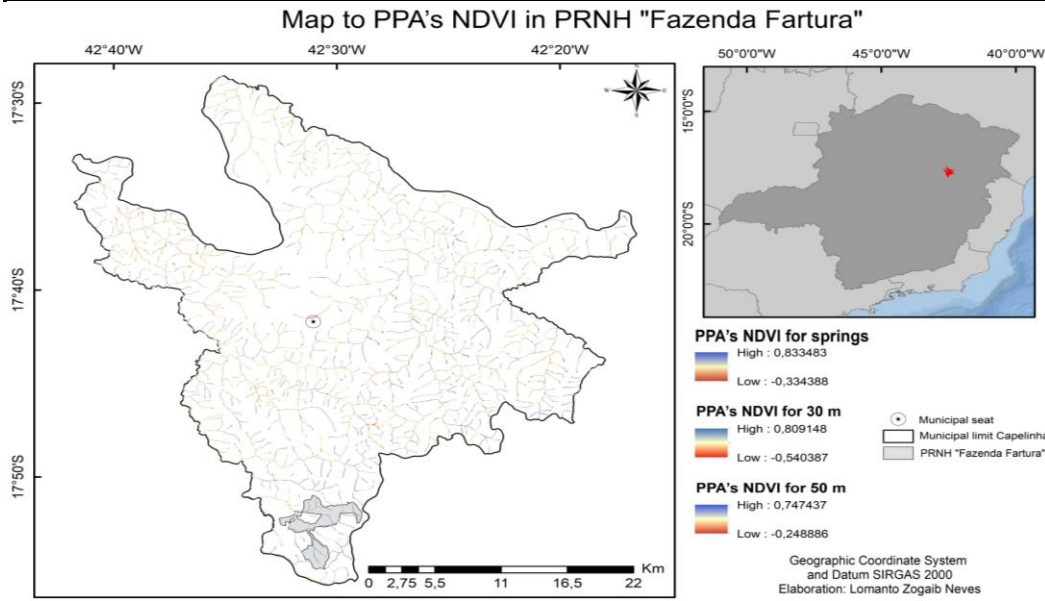 Map to PPA's NDVI in PRNH "Fazenda Fartura"
42°40'W
42°30'W
42°20'W
17°30'S
17°40'S
17°50'S
N
W
E
S
0 2,75 5,5 11 16,5 22
Km
50°0'0"W
45°0'0"W
40°0'0"W
15°0'0"S
20°0'0"S
PPA's NDVI for springs
High : 0,833483
Low : -0,334388
PPA's NDVI for 30 m
High : 0,809148
Low : -0,540387
PPA's NDVI for 50 m
High : 0,747437
Low : -0,248886
Municipal seat
Municipal limit Capelinha
PRNH "Fazenda Fartura"
Geographic Coordinate System
and Datum SIRGAS 2000
Elaboration: Lomanto Zogaib Neves